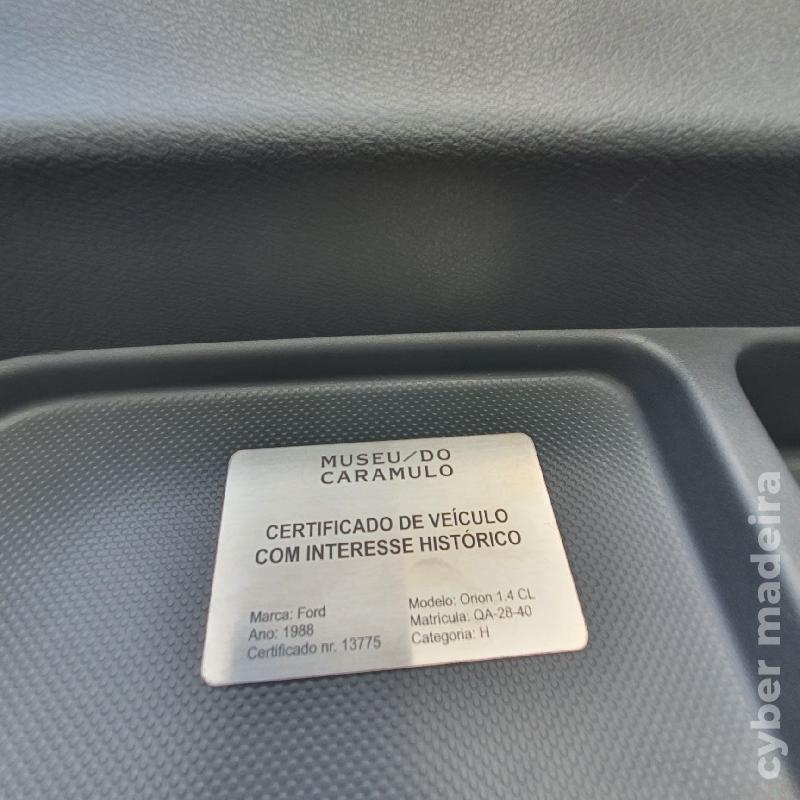 MUSEU/DO
CARAMULO
CERTIFICADO DE VEÍCULO
COM INTERESSE HISTÓRICO
Marca: Ford
Ano: 1988
Certificado nr. 13775
Modelo: Orion 1.4 CL
Matricula: QA-28-40
Categoria: H
cyber madeira